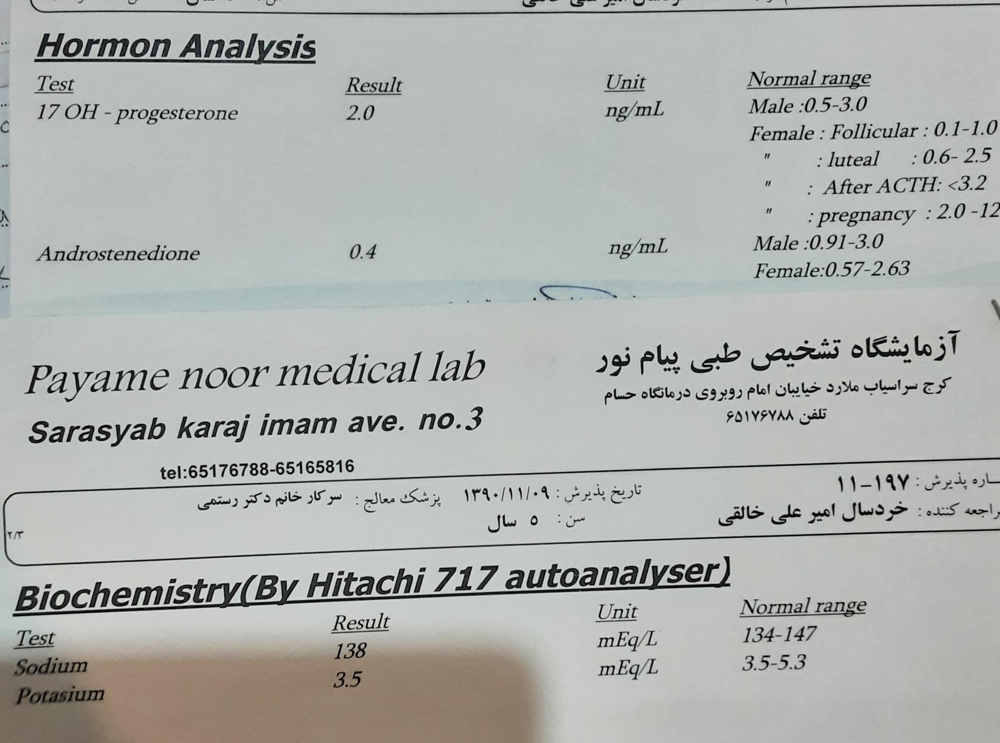 Hormon Analysis
Test Result Unit Normal range
17 OH - progesterone 2.0 ng/mL Male :0.5-3.0
Female : Follicular : 0.1-1.0
" : luteal : 0.6- 2.5
" : After ACTH: <3.2
" : pregnancy : 2.0 -12
Androstenedione 0.4 ng/mL Male :0.91-3.0
Female:0.57-2.63
Payame noor medical lab
Sarasyab karaj imam ave. no.3
tel:65176788-65165816
آزمایشگاه تشخیص طبی پیام نور
کرج سراسیاب ملارد خیابان امام روبروی درمانگاه حسام
تلفن ۶۵۱۷۶۷۸۸
پذیرش : ۱۹۷-۱۱ تاریخ پذیرش : ۱۳۹۰/۱۱/۰۹ پزشک معالج : سرکار خانم دکتر رستمی
کننده : خردسال امیر علی خالقی سن : ۵ سال
۲/۳
Biochemistry(By Hitachi 717 autoanalyser)
Test Result Unit Normal range
Sodium 138 mEq/L 134-147
Potasium 3.5 mEq/L 3.5-5.3